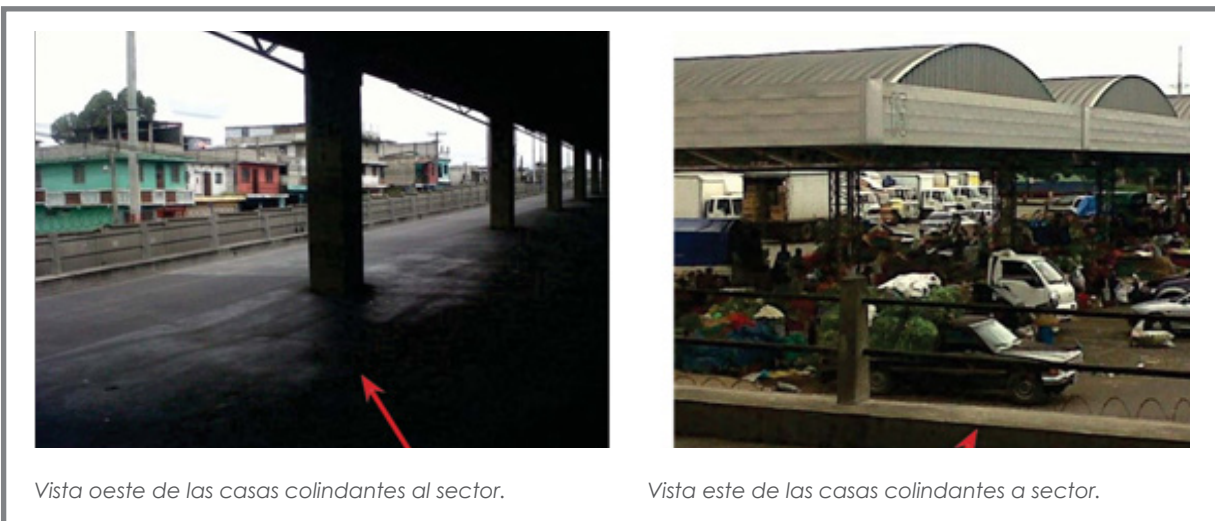 Vista oeste de las casas colindantes al sector.
Vista este de las casas colindantes a sector.